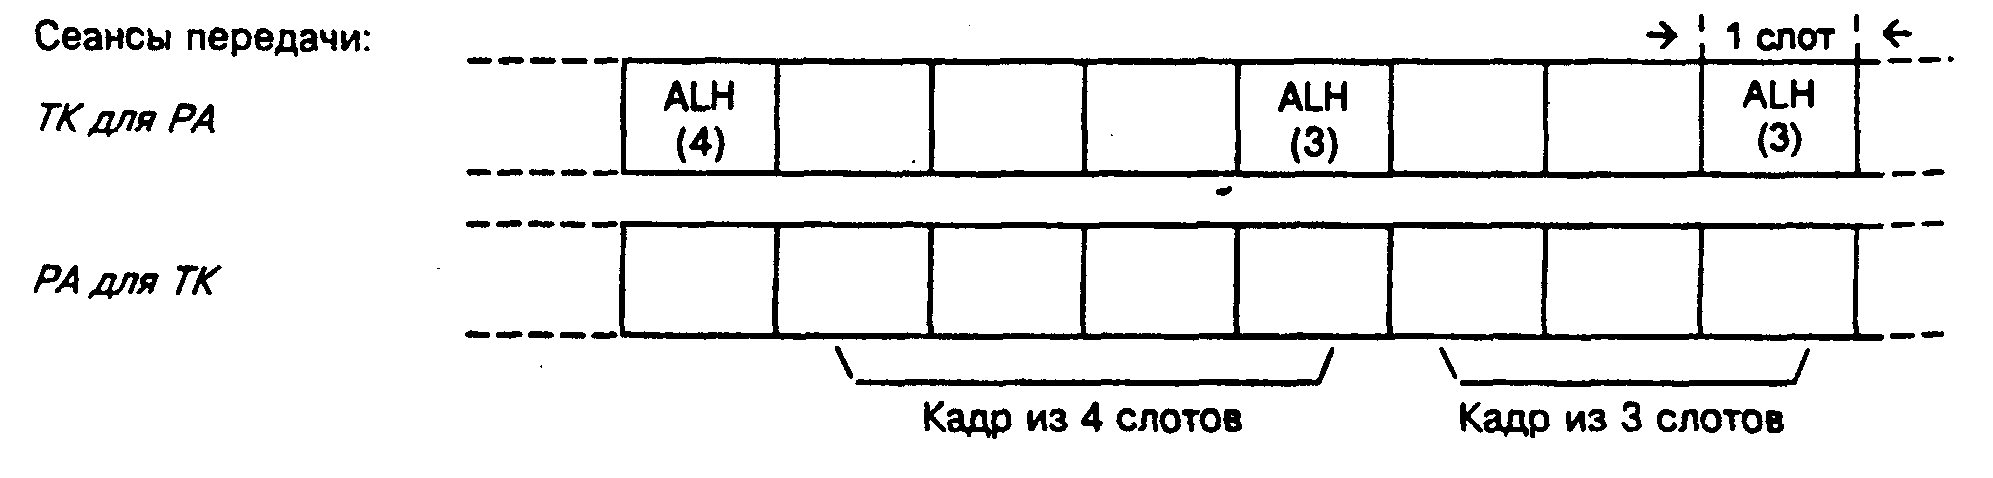 Сеансы передачи:
→ 1 слот ←
ТК для РА
ALH
(4)
ALH
(3)
ALH
(3)
РА для ТК
Кадр из 4 слотов
Кадр из 3 слотов